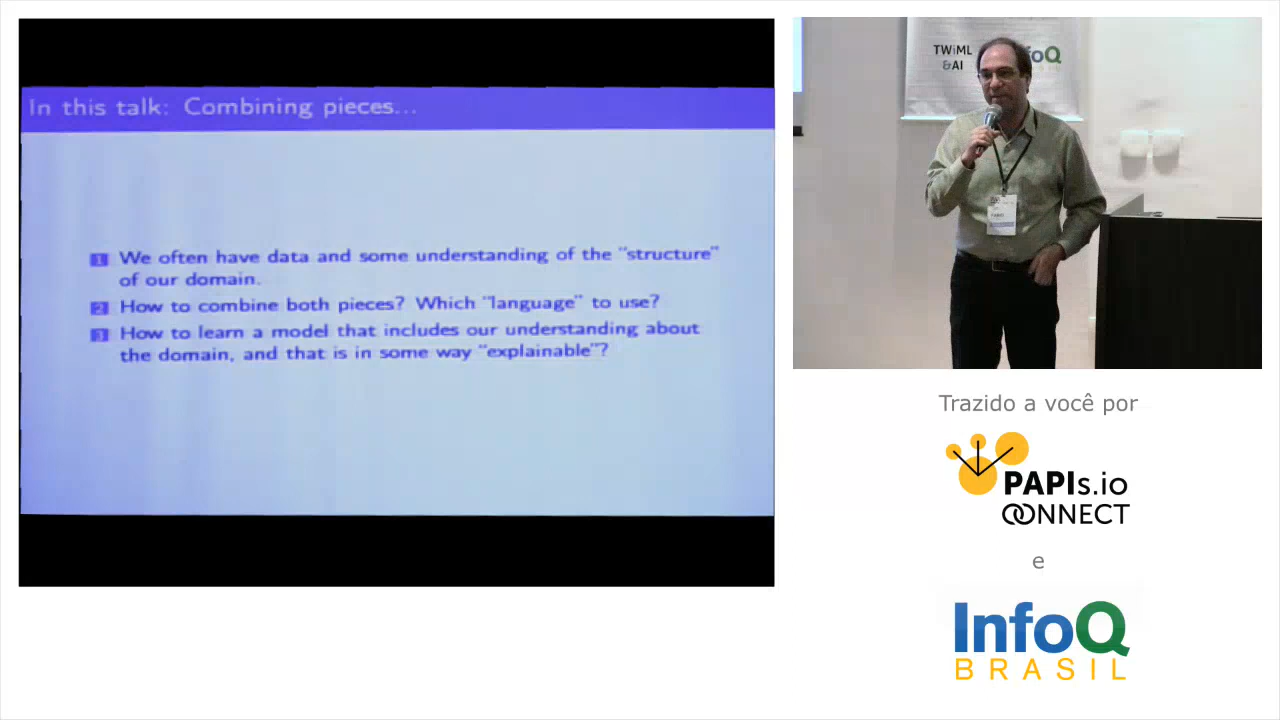 In this talk: Combining pieces...
1 We often have data and some understanding of the "structure"
of our domain.
2 How to combine both pieces? Which "language" to use?
3 How to learn a model that includes our understanding about
the domain, and that is in some way "explainable"?
TWiML
&AI
foQ
Trazido a você por
PAPIs.io
CONNECT
e
InfoQ
BRASIL